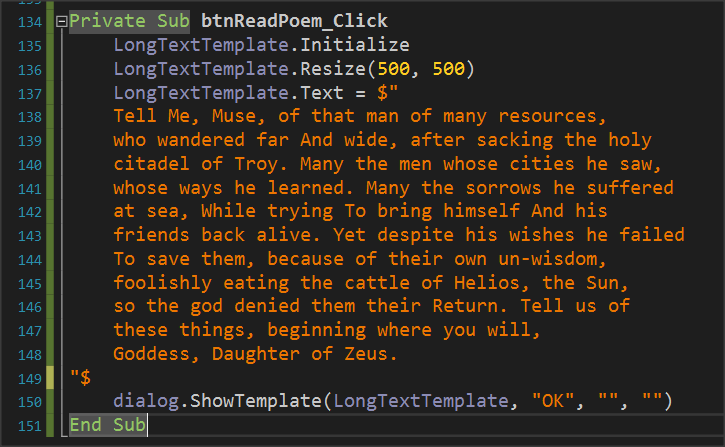 134 Private Sub btnReadPoem_Click
135 LongTextTemplate.Initialize
136 LongTextTemplate.Resize(500, 500)
137 LongTextTemplate.Text = $"
138 Tell Me, Muse, of that man of many resources,
139 who wandered far And wide, after sacking the holy
140 citadel of Troy. Many the men whose cities he saw,
141 whose ways he learned. Many the sorrows he suffered
142 at sea, While trying To bring himself And his
143 friends back alive. Yet despite his wishes he failed
144 To save them, because of their own un-wisdom,
145 foolishly eating the cattle of Helios, the Sun,
146 so the god denied them their Return. Tell us of
147 these things, beginning where you will,
148 Goddess, Daughter of Zeus.
149 "$
150 dialog.ShowTemplate(LongTextTemplate, "OK", "", "")
151 End Sub